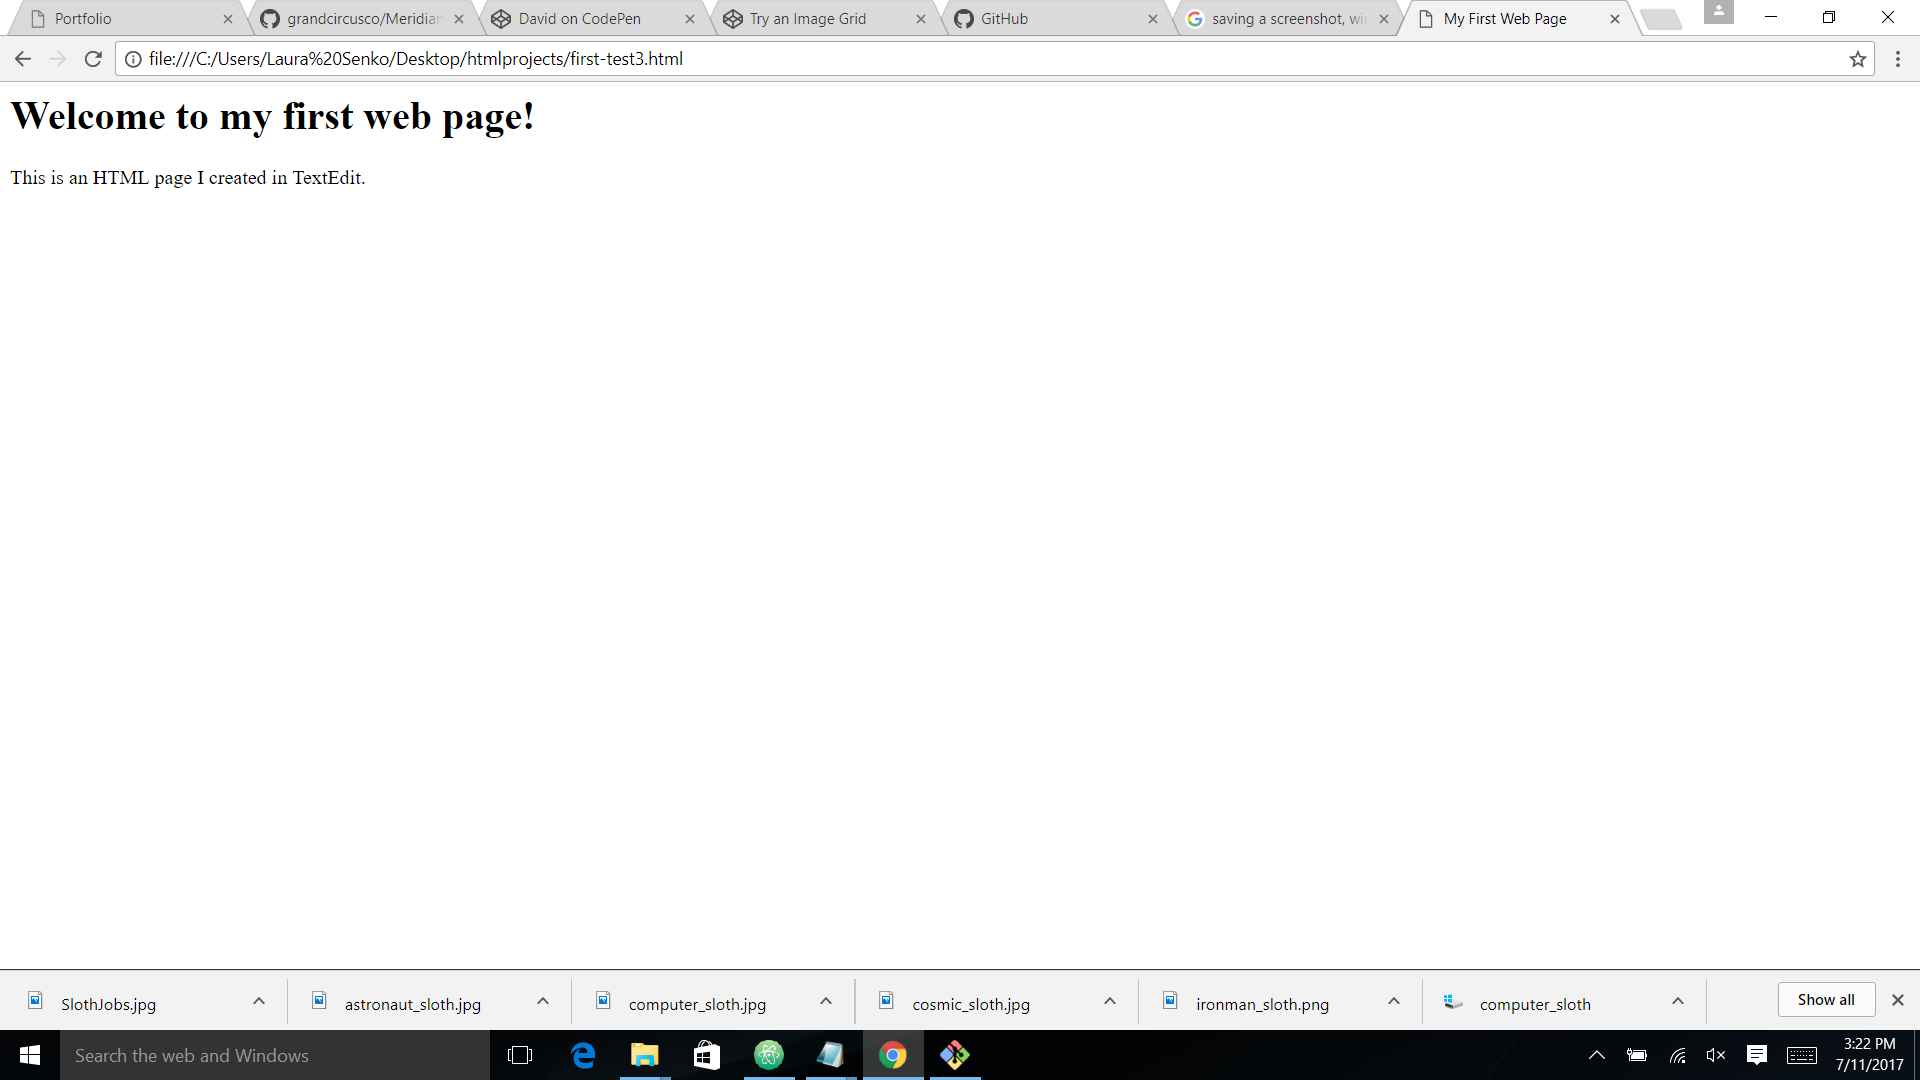 Portfolio
grandcircusco/Meridian
David on CodePen
Try an Image Grid
GitHub
saving a screenshot, wi
My First Web Page
file:///C:/Users/Laura%20Senko/Desktop/htmlprojects/first-test3.html
Welcome to my first web page!
This is an HTML page I created in TextEdit.
SlothJobs.jpg
astronaut_sloth.jpg
computer_sloth.jpg
cosmic_sloth.jpg
ironman_sloth.png
computer_sloth
Show all
Search the web and Windows
3:22 PM
7/11/2017